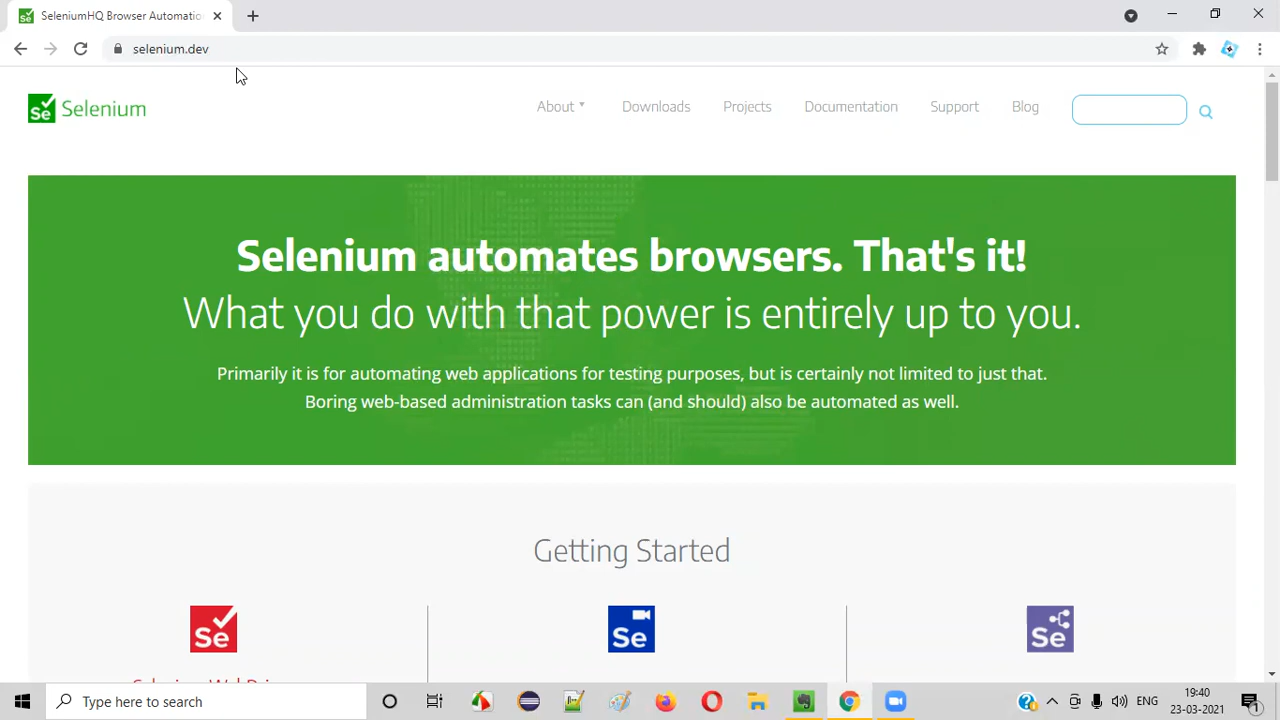 SeleniumHQ Browser Automatio
selenium.dev
Se Selenium
About
Downloads
Projects
Documentation
Support
Blog
Selenium automates browsers. That's it!
What you do with that power is entirely up to you.
Primarily it is for automating web applications for testing purposes, but is certainly not limited to just that.
Boring web-based administration tasks can (and should) also be automated as well.
Getting Started
Se
Se
Se
Type here to search
ENG
19:40
23-03-2021